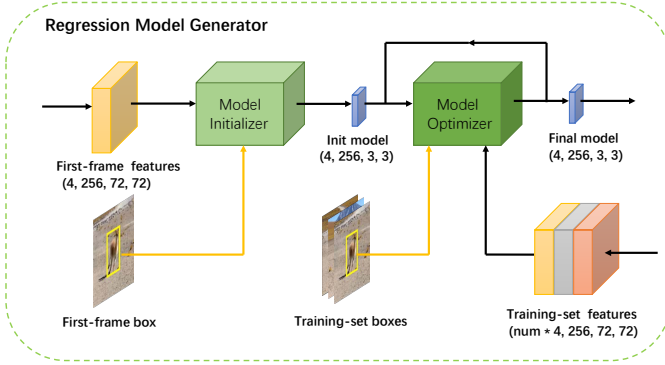 Regression Model Generator
Model
Initializer
Model
Optimizer
First-frame features
(4, 256, 72, 72)
Init model
(4, 256, 3, 3)
Final model
(4, 256, 3, 3)
First-frame box
Training-set boxes
Training-set features
(num * 4, 256, 72, 72)